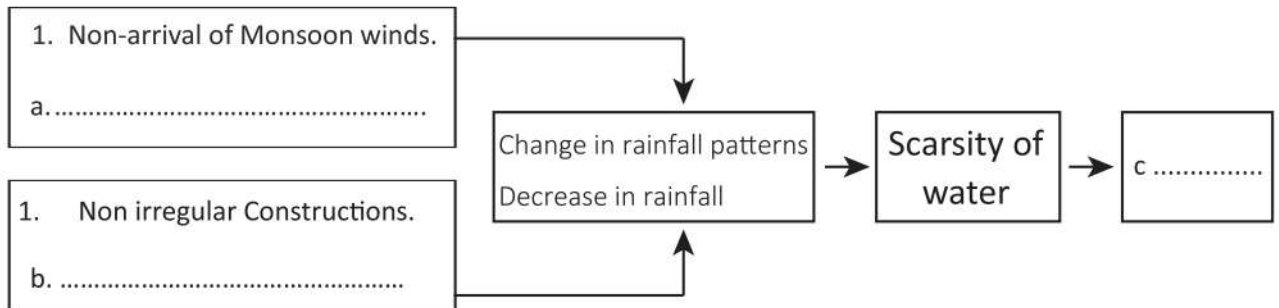 1. Non-arrival of Monsoon winds.
a. ......................................................
Change in rainfall patterns
Decrease in rainfall
Scarsity of
water
c ...............
1. Non irregular Constructions.
b. ..................................................